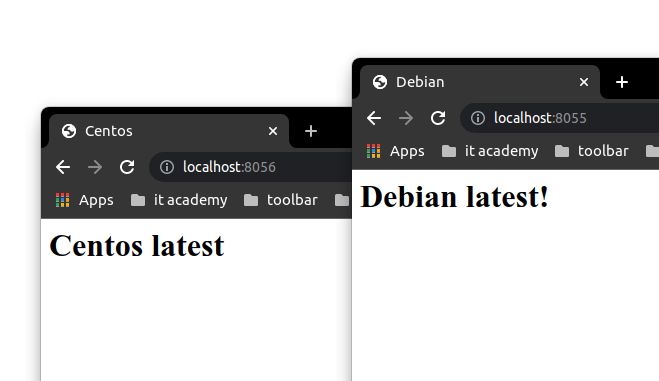 Centos
localhost:8056
Apps it academy toolbar
Centos latest
Debian
localhost:8055
Apps it academy toolbar
Debian latest!